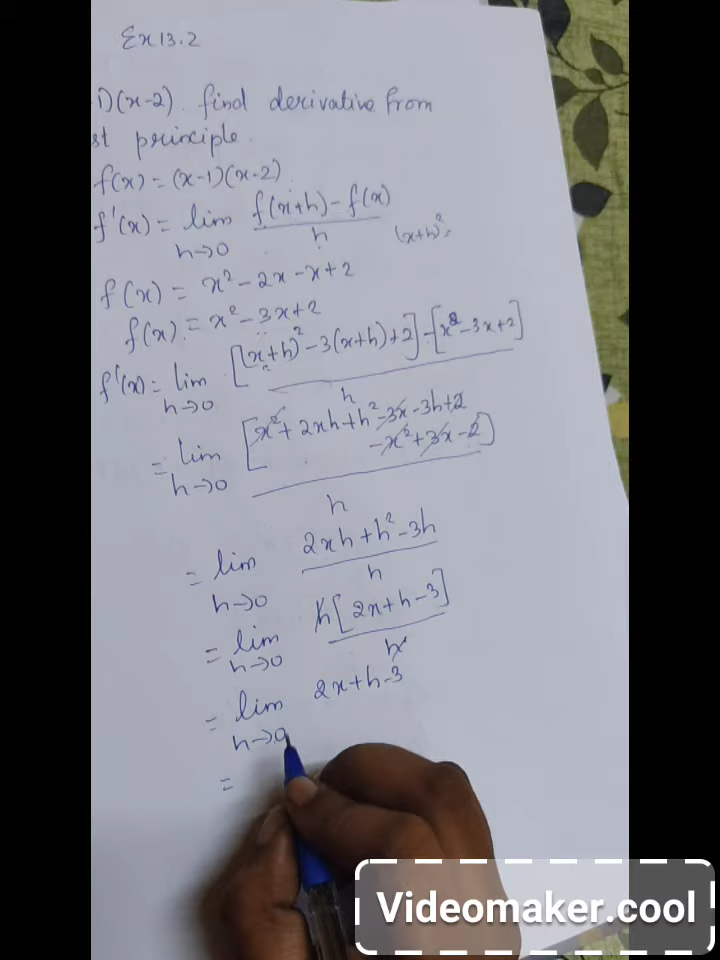 Ex 13.2
1)(x-2). find derivative from
st principle.
f(x) = (x-1)(x-2)
f'(x) = lim h→0 f(x+h) - f(x) / h
(x+h)² =
f(x) = x² - 2x - x + 2
f(x) = x² - 3x + 2
f'(x) = lim h→0 [(x+h)² - 3(x+h) + 2] - [x² - 3x + 2] / h
= lim h→0 [x² + 2xh + h² - 3x - 3h + 2
- x² + 3x - 2] / h
= lim h→0 2xh + h² - 3h / h
= lim h→0 h[2x + h - 3] / h
= lim h→0 2x + h - 3
=
Videomaker.cool